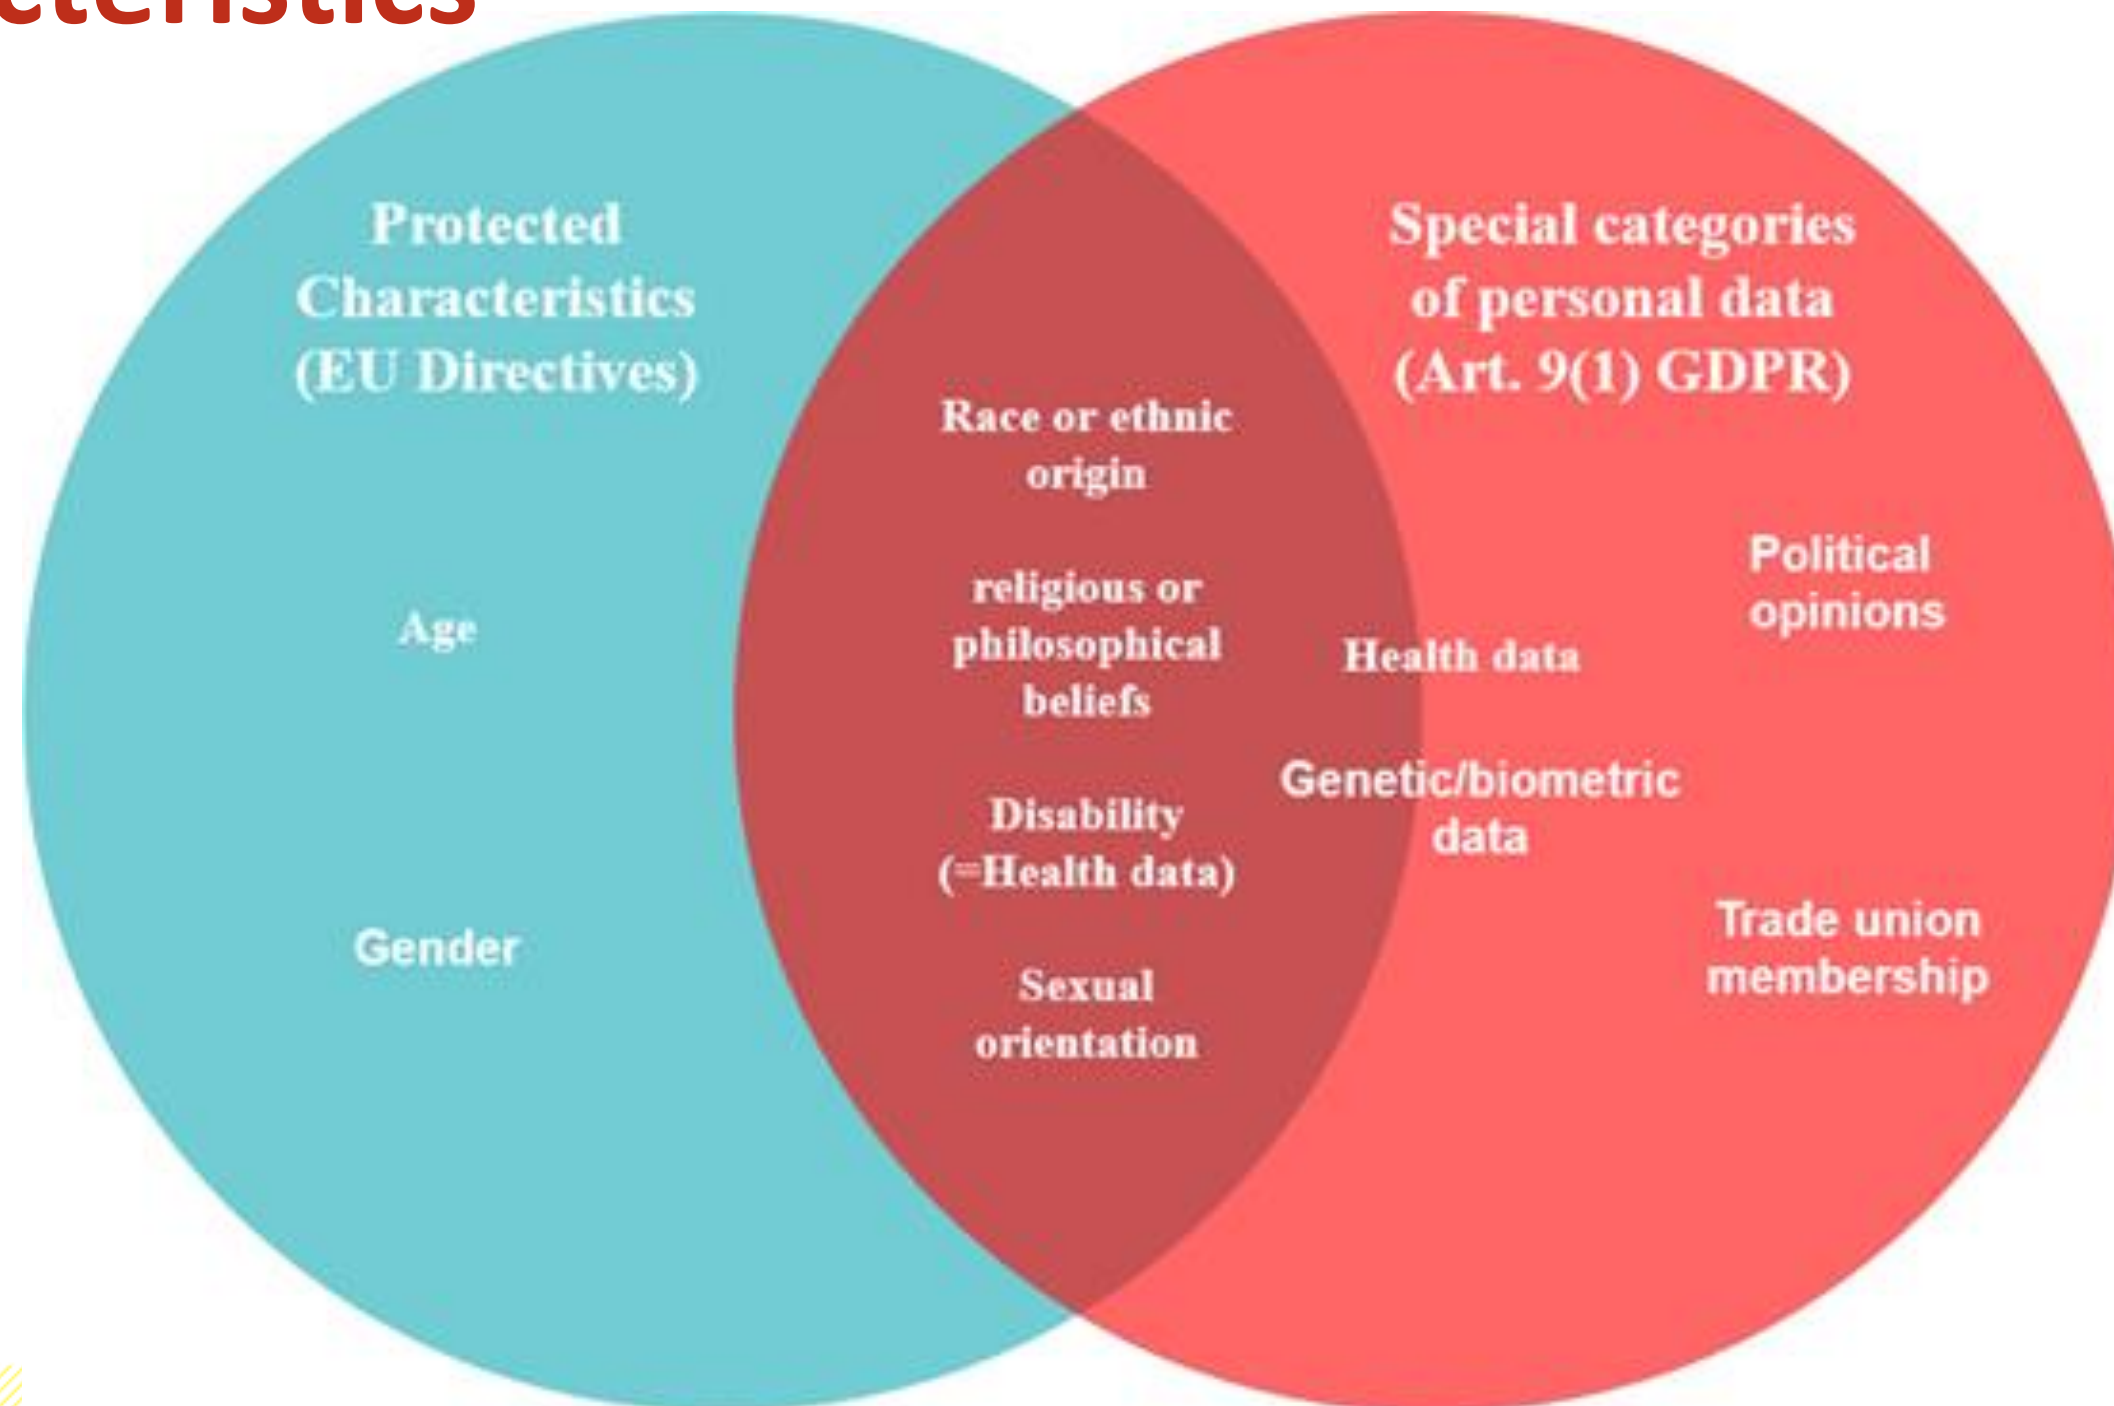 cteristics
Protected
Characteristics
(EU Directives)
Age
Gender
Race or ethnic
origin
religious or
philosophical
beliefs
Disability
(=Health data)
Sexual
orientation
Special categories
of personal data
(Art. 9(1) GDPR)
Political
opinions
Health data
Genetic/biometric
data
Trade union
membership